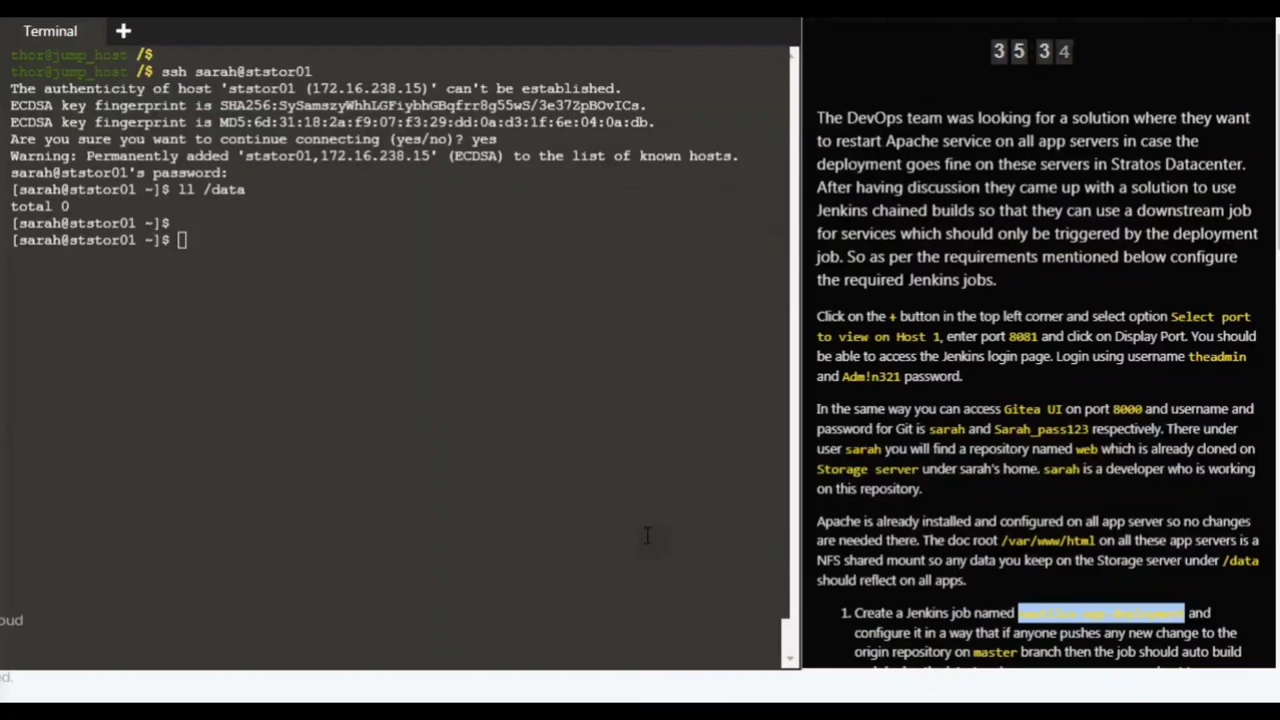 Terminal
+
thor@jump_host /$
thor@jump_host /$ ssh sarah@ststor01
The authenticity of host 'ststor01 (172.16.238.15)' can't be established.
ECDSA key fingerprint is SHA256:SySamszyWhhLGFiybhGBqfrr8g55wS/3e37ZpBOvICs.
ECDSA key fingerprint is MD5:6d:31:18:2a:f9:07:f3:29:dd:0a:d3:1f:6e:04:0a:db.
Are you sure you want to continue connecting (yes/no)? yes
Warning: Permanently added 'ststor01,172.16.238.15' (ECDSA) to the list of known hosts.
sarah@ststor01's password:
[sarah@ststor01 ~]$ ll /data
total 0
[sarah@ststor01 ~]$
[sarah@ststor01 ~]$
oud
ed.
35 34
The DevOps team was looking for a solution where they want
to restart Apache service on all app servers in case the
deployment goes fine on these servers in Stratos Datacenter.
After having discussion they came up with a solution to use
Jenkins chained builds so that they can use a downstream job
for services which should only be triggered by the deployment
job. So as per the requirements mentioned below configure
the required Jenkins jobs.
Click on the + button in the top left corner and select option Select port
to view on Host 1, enter port 8081 and click on Display Port. You should
be able to access the Jenkins login page. Login using username theadmin
and Adm!n321 password.
In the same way you can access Gitea UI on port 8000 and username and
password for Git is sarah and Sarah_pass123 respectively. There under
user sarah you will find a repository named web which is already cloned on
Storage server under sarah's home. sarah is a developer who is working
on this repository.
Apache is already installed and configured on all app server so no changes
are needed there. The doc root /var/www/html on all these app servers is a
NFS shared mount so any data you keep on the Storage server under /data
should reflect on all apps.
1. Create a Jenkins job named and
configure it in a way that if anyone pushes any new change to the
origin repository on master branch then the job should auto build